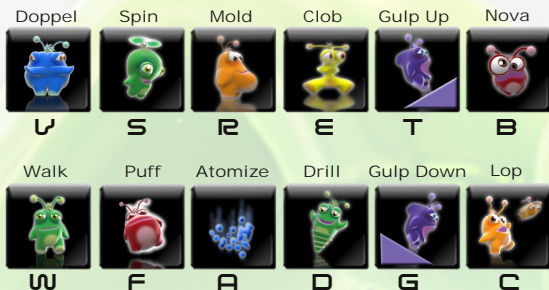 Doppel Spin Mold Clob Gulp Up Nova
V S R E T B
Walk Puff Atomize Drill Gulp Down Lop
W F A D G C